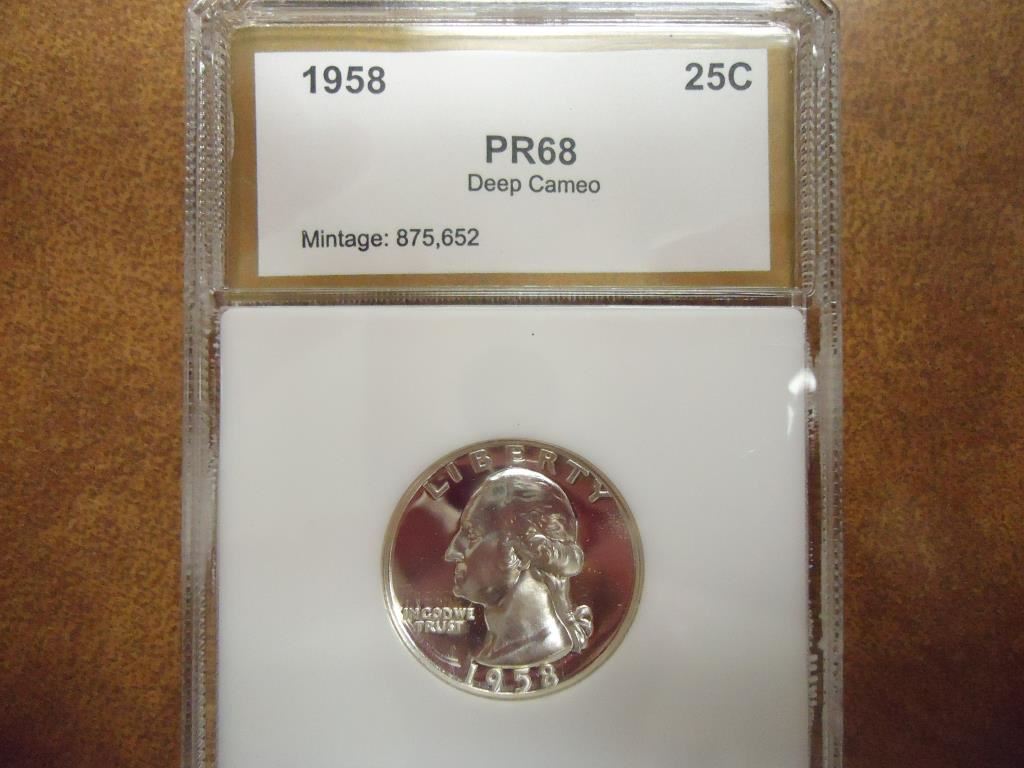 1958 25C
PR68
Deep Cameo
Mintage: 875,652
LIBERTY
IN GOD WE
TRUST
1958